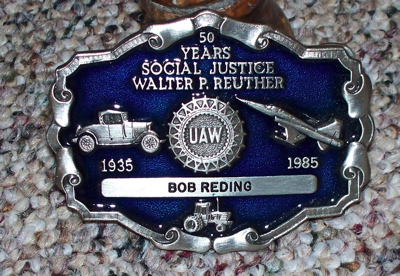 50
YEARS
SOCIAL JUSTICE
WALTER P. REUTHER
UAW
1935 1985
BOB REDING